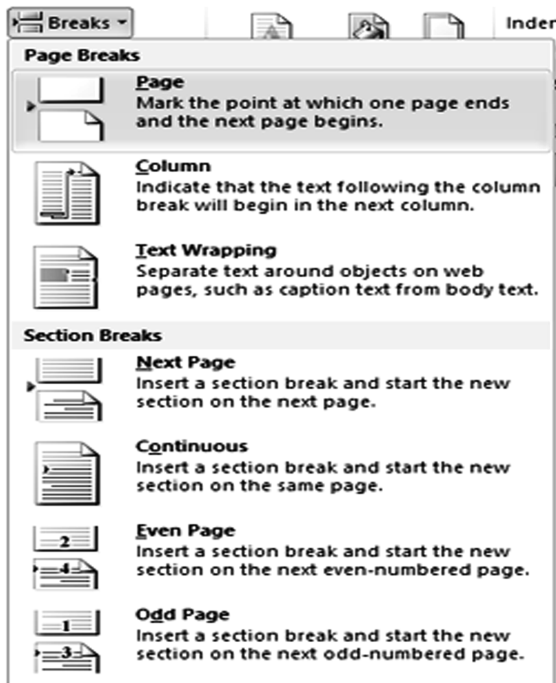 Breaks
Inden
Page Breaks
Page
Mark the point at which one page ends
and the next page begins.
Column
Indicate that the text following the column
break will begin in the next column.
Text Wrapping
Separate text around objects on web
pages, such as caption text from body text.
Section Breaks
Next Page
Insert a section break and start the new
section on the next page.
Continuous
Insert a section break and start the new
section on the same page.
2
4
Even Page
Insert a section break and start the new
section on the next even-numbered page.
1
3
Odd Page
Insert a section break and start the new
section on the next odd-numbered page.